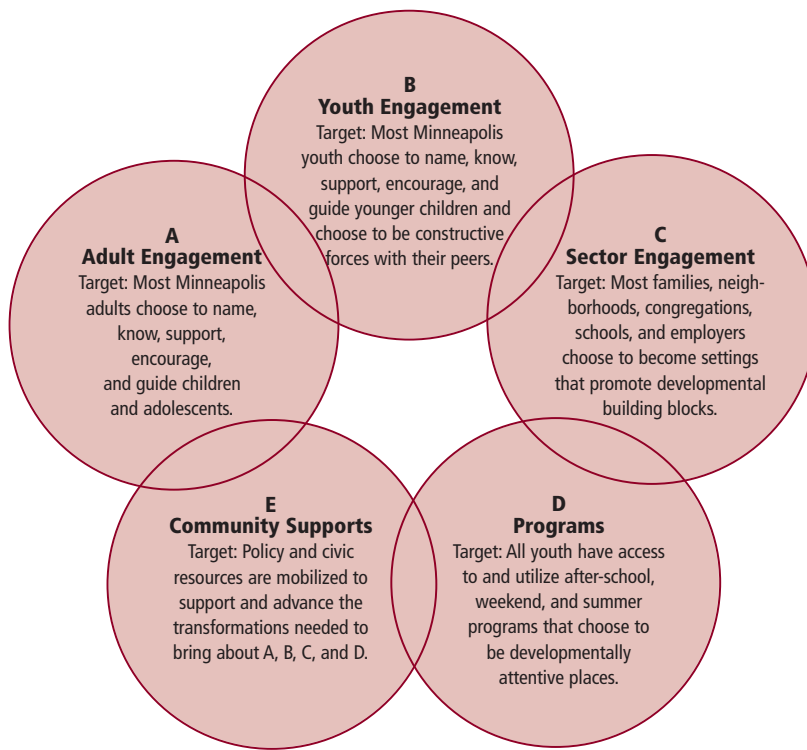 A
Adult Engagement
Target: Most Minneapolis
adults choose to name,
know, support,
encourage,
and guide children
and adolescents.
B
Youth Engagement
Target: Most Minneapolis
youth choose to name, know,
support, encourage, and
guide younger children and
choose to be constructive
forces with their peers.
C
Sector Engagement
Target: Most families, neigh-
borhoods, congregations,
schools, and employers
choose to become settings
that promote developmental
building blocks.
D
Programs
Target: All youth have access
to and utilize after-school,
weekend, and summer
programs that choose to
be developmentally
attentive places.
E
Community Supports
Target: Policy and civic
resources are mobilized to
support and advance the
transformations needed to
bring about A, B, C, and D.